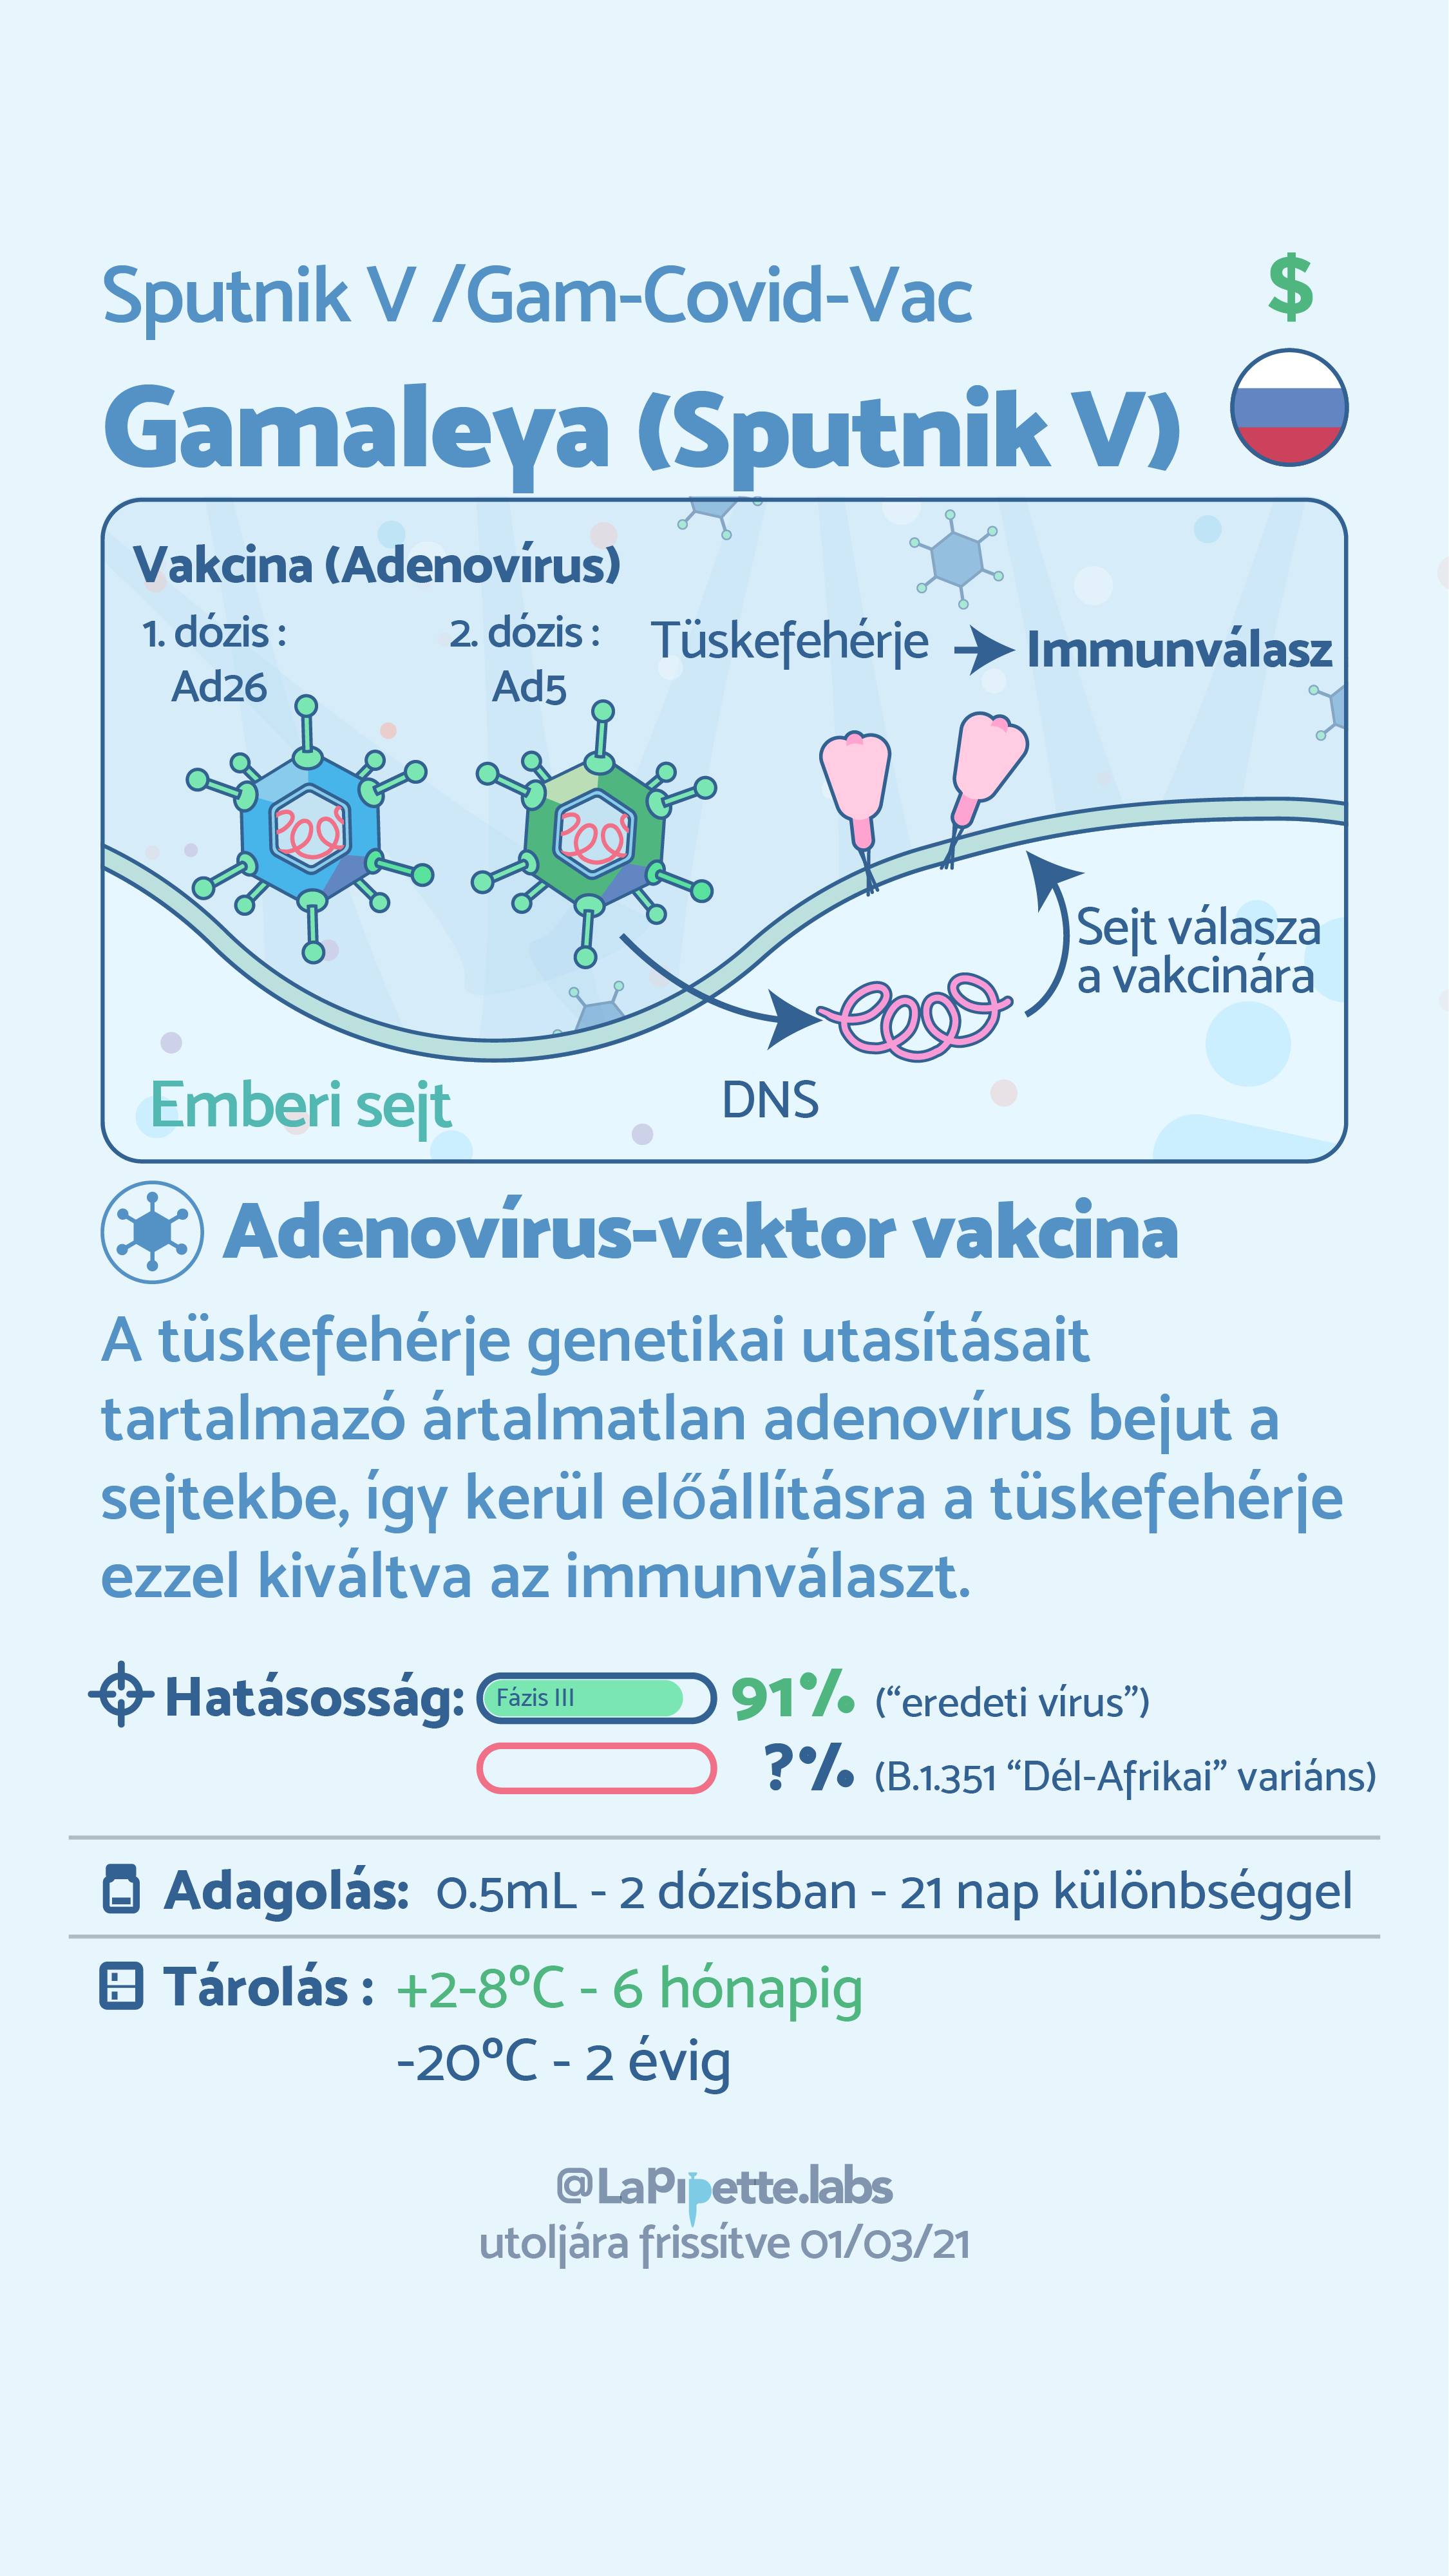 Sputnik V /Gam-Covid-Vac
$
Gamaleya (Sputnik V)
Vakcina (Adenovírus)
1. dózis :
Ad26
2. dózis :
Ad5
Tüskefehérje
Immunválasz
Sejt válasza
a vakcinára
DNS
Emberi sejt
Adenovírus-vektor vakcina
A tüskefehérje genetikai utasításait
tartalmazó ártalmatlan adenovírus bejut a
sejtekbe, így kerül előállításra a tüskefehérje
ezzel kiváltva az immunválaszt.
Hatásosság: Fázis III 91% (“eredeti vírus”)
?% (B.1.351 “Dél-Afrikai” variáns)
Adagolás: 0.5mL - 2 dózisban - 21 nap különbséggel
Tárolás : +2-8°C - 6 hónapig
-20°C - 2 évig
@LaPipette.labs
utoljára frissítve 01/03/21